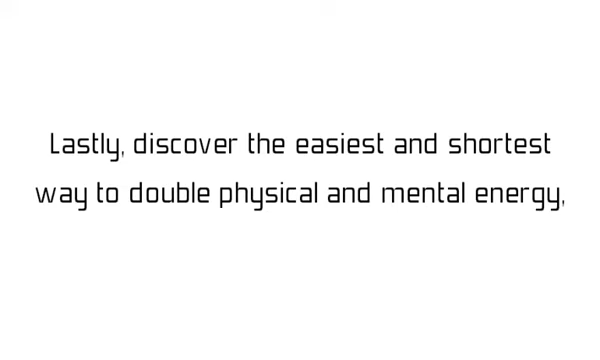 Lastly, discover the easiest and shortest
way to double physical and mental energy,